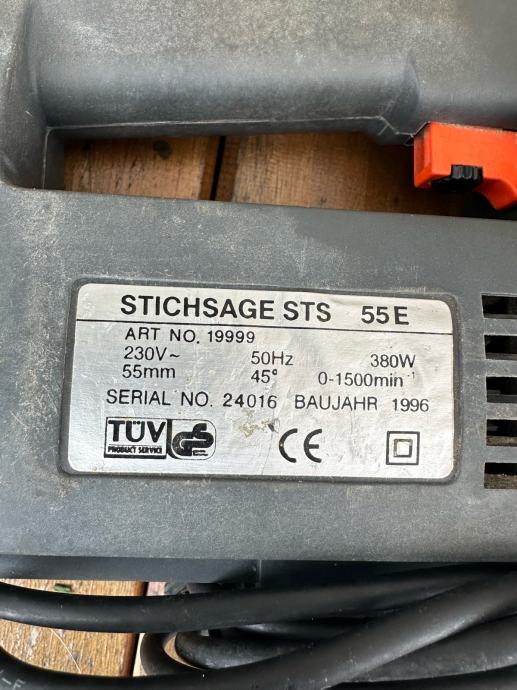 STICHSAGE STS 55 E
ART NO. 19999
230V~ 50Hz 380W
55mm 45° 0-1500min⁻¹
SERIAL NO. 24016 BAUJAHR 1996
TÜV
PRODUCT SERVICE
GS
CE